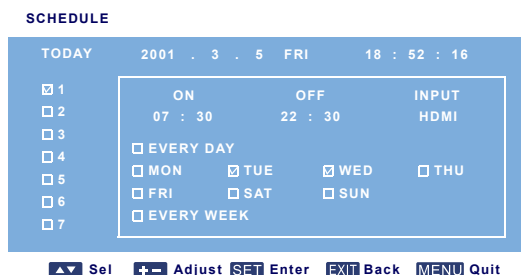 SCHEDULE
TODAY 2001 . 3 . 5 FRI 18 : 52 : 16
☑ 1
☐ 2
☐ 3
☐ 4
☐ 5
☐ 6
☐ 7
ON OFF INPUT
07 : 30 22 : 30 HDMI
☐ EVERY DAY
☐ MON ☑ TUE ☑ WED ☐ THU
☐ FRI ☐ SAT ☐ SUN
☐ EVERY WEEK
▲▼ Sel + − Adjust SET Enter EXIT Back MENU Quit